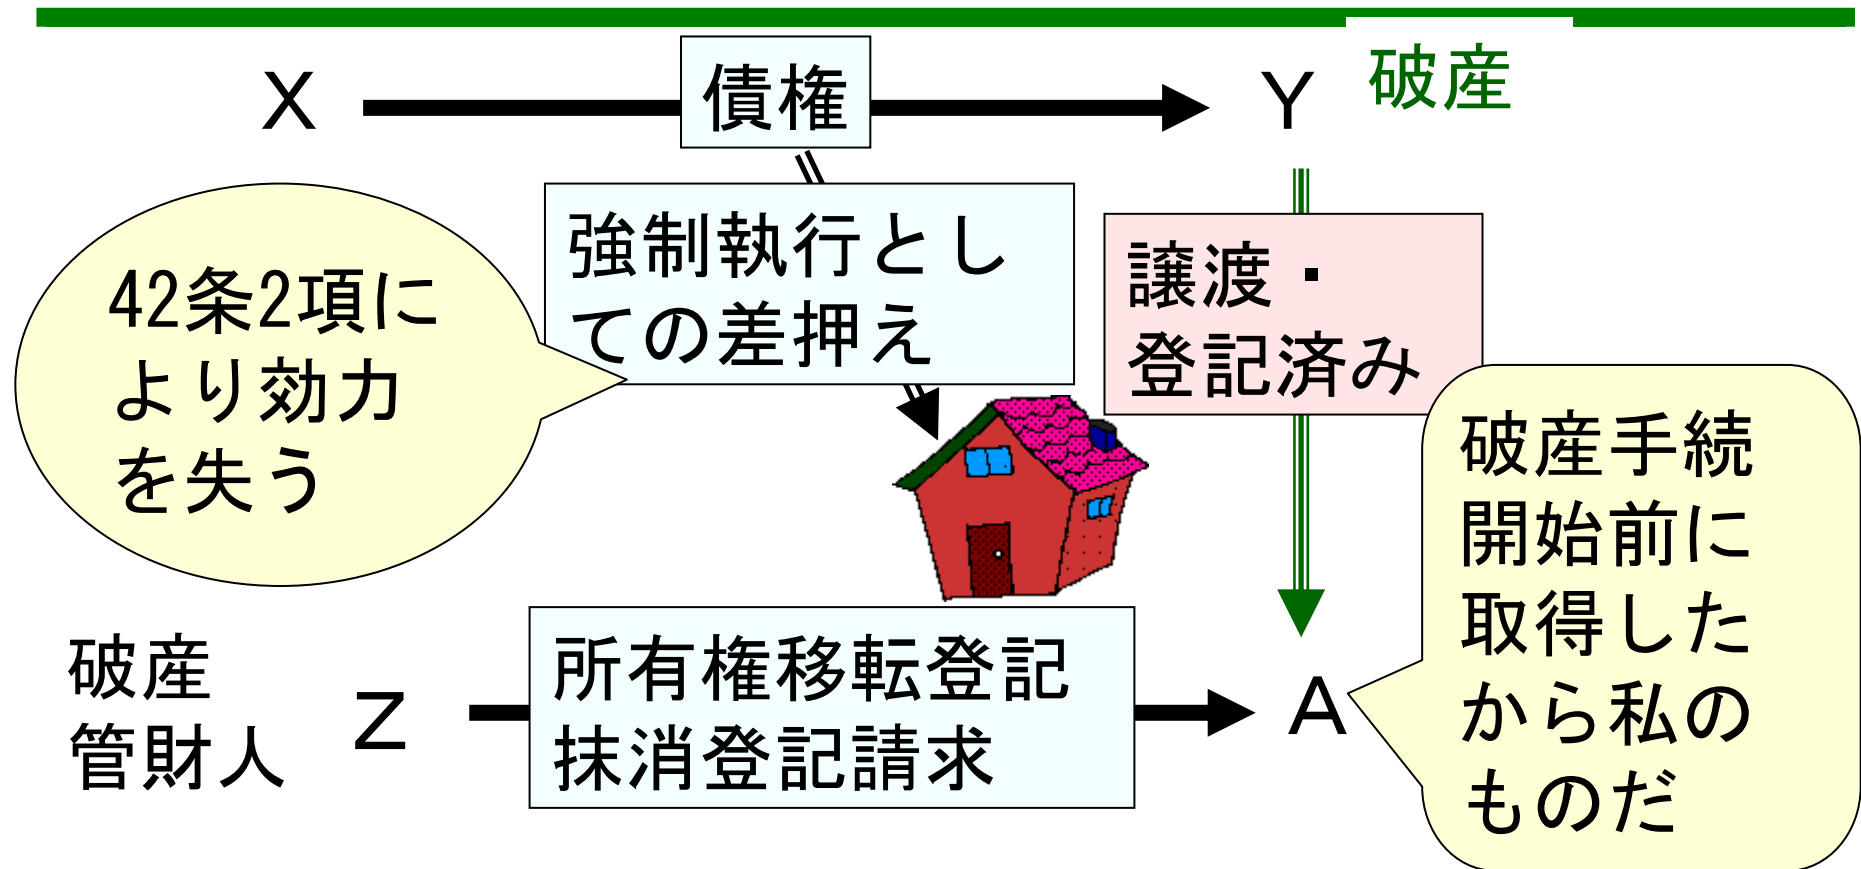 X
債権
Y
破産
42条2項に
より効力
を失う
強制執行とし
ての差押え
譲渡・
登記済み
破産手続
開始前に
取得した
から私の
ものだ
破産
管財人
Z
所有権移転登記
抹消登記請求
A